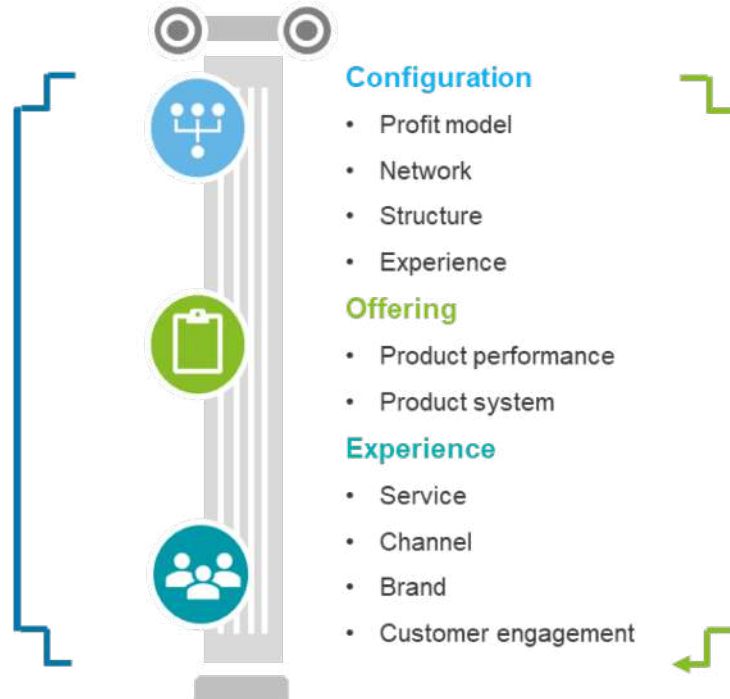 Configuration
• Profit model
• Network
• Structure
• Experience
Offering
• Product performance
• Product system
Experience
• Service
• Channel
• Brand
• Customer engagement